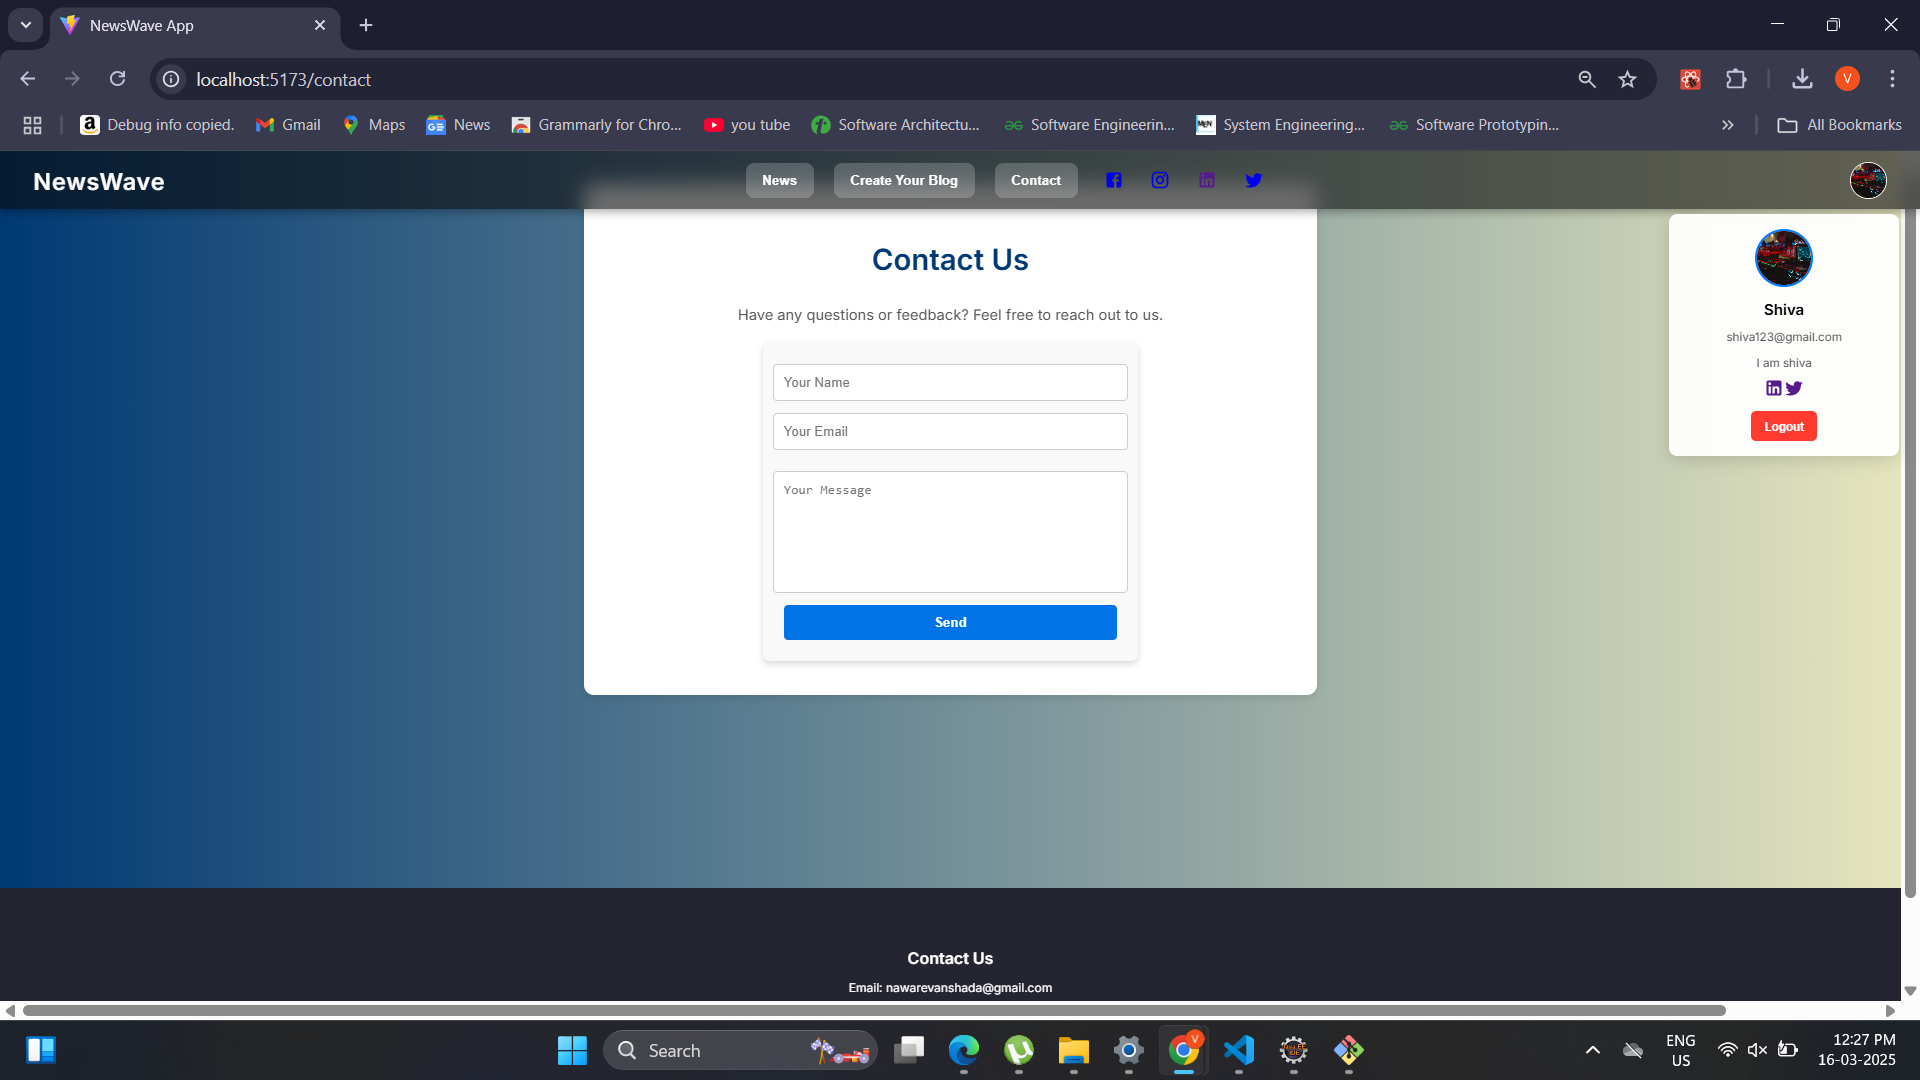 NewsWave App
localhost:5173/contact
V
Debug info copied.
Gmail
Maps
News
Grammarly for Chro...
you tube
Software Architectu...
Software Engineerin...
System Engineering...
Software Prototypin...
All Bookmarks
NewsWave
News
Create Your Blog
Contact
Contact Us
Have any questions or feedback? Feel free to reach out to us.
Your Name
Your Email
Your Message
Send
Shiva
shiva123@gmail.com
I am shiva
Logout
Contact Us
Email: nawarevanshada@gmail.com
Search
V
ENG
US
12:27 PM
16-03-2025